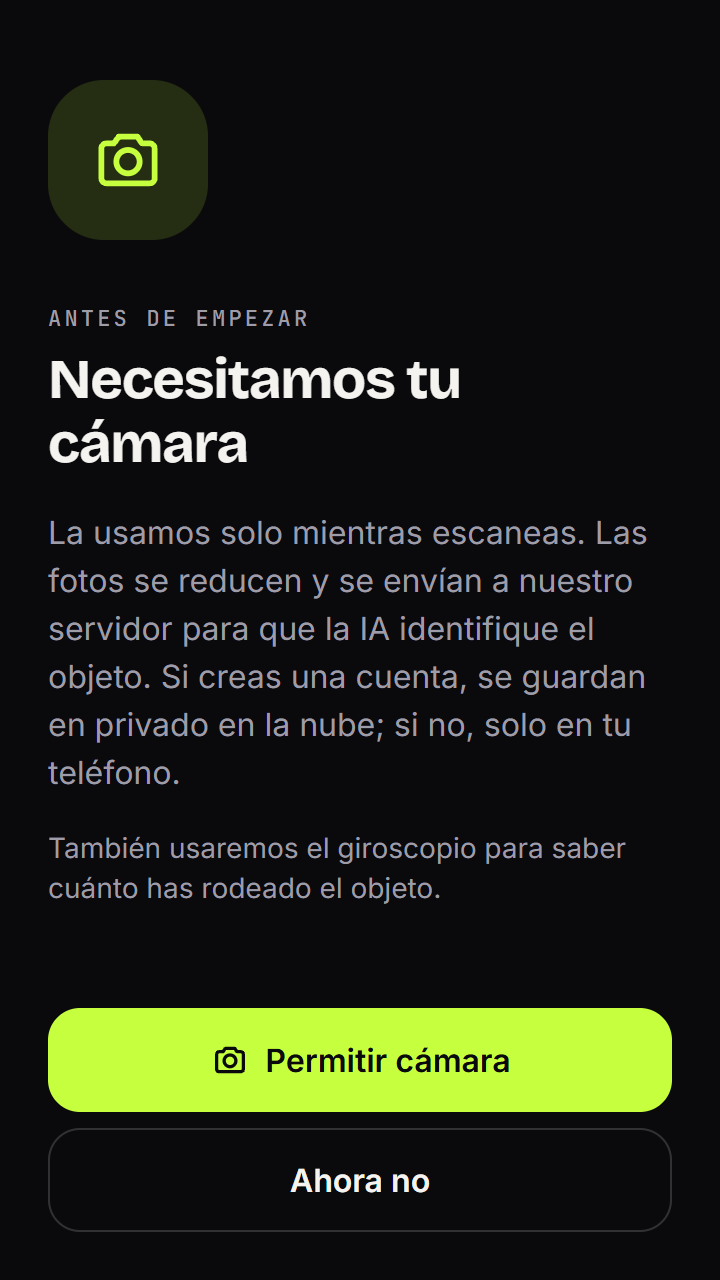 ANTES DE EMPEZAR
Necesitamos tu
cámara
La usamos solo mientras escaneas. Las
fotos se reducen y se envían a nuestro
servidor para que la IA identifique el
objeto. Si creas una cuenta, se guardan
en privado en la nube; si no, solo en tu
teléfono.
También usaremos el giroscopio para saber
cuánto has rodeado el objeto.
Permitir cámara
Ahora no